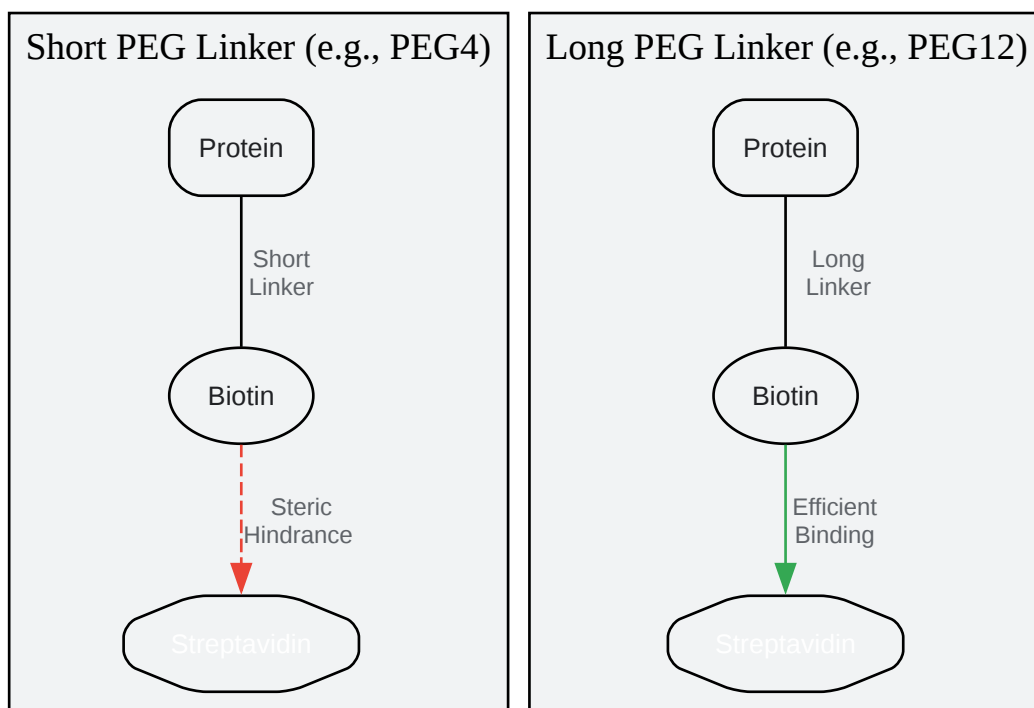 Short PEG Linker (e.g., PEG4)
Protein
Short
Linker
Biotin
Steric
Hindrance
Streptavidin
Long PEG Linker (e.g., PEG12)
Protein
Long
Linker
Biotin
Efficient
Binding
Streptavidin